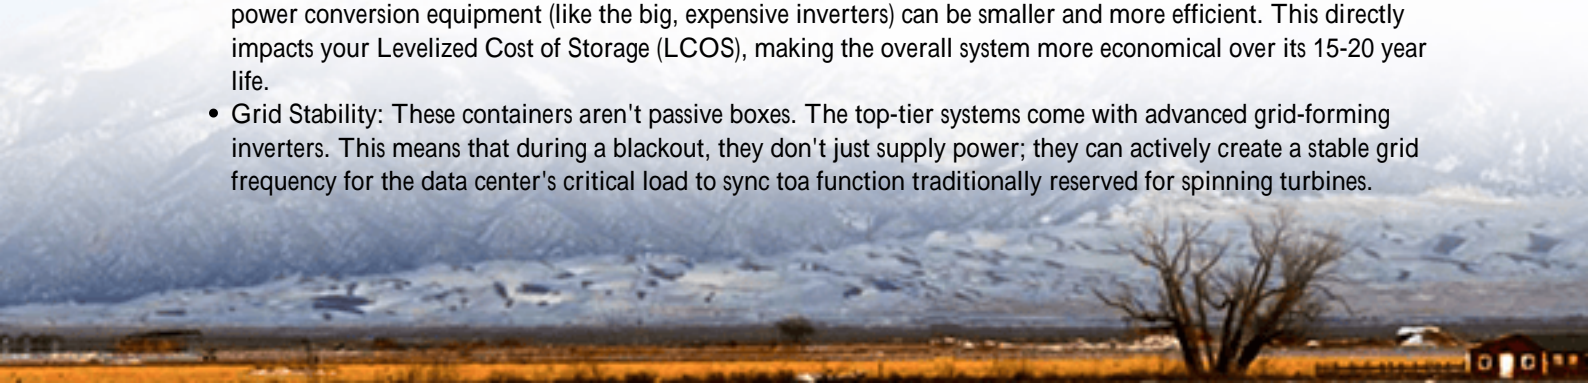 power conversion equipment (like the big, expensive inverters) can be smaller and more efficient. This directly
impacts your Levelized Cost of Storage (LCOS), making the overall system more economical over its 15-20 year
life.
• Grid Stability: These containers aren't passive boxes. The top-tier systems come with advanced grid-forming
inverters. This means that during a blackout, they don't just supply power; they can actively create a stable grid
frequency for the data center's critical load to sync toa function traditionally reserved for spinning turbines.